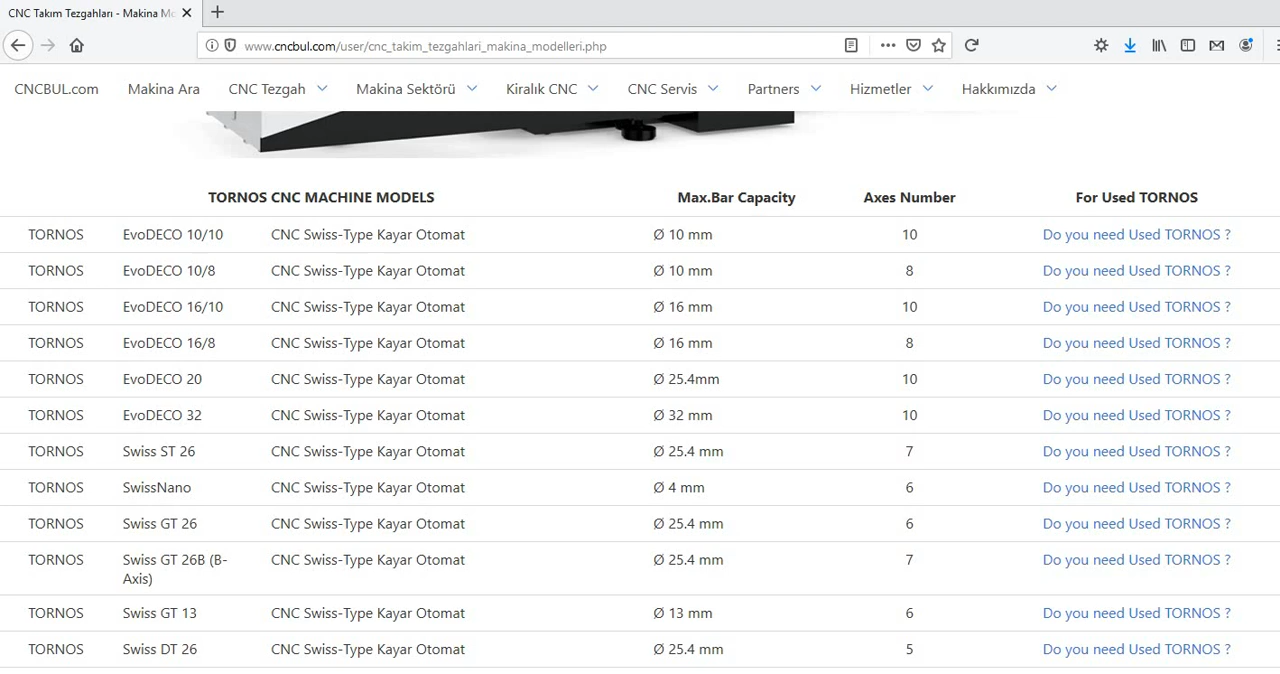 CNC Takım Tezgahları - Makina Mo
www.cncbul.com/user/cnc_takim_tezgahlari_makina_modelleri.php
CNCBUL.com Makina Ara CNC Tezgah Makina Sektörü Kiralık CNC CNC Servis Partners Hizmetler Hakkımızda
TORNOS CNC MACHINE MODELS Max.Bar Capacity Axes Number For Used TORNOS
TORNOS EvoDECO 10/10 CNC Swiss-Type Kayar Otomat Ø 10 mm 10 Do you need Used TORNOS ?
TORNOS EvoDECO 10/8 CNC Swiss-Type Kayar Otomat Ø 10 mm 8 Do you need Used TORNOS ?
TORNOS EvoDECO 16/10 CNC Swiss-Type Kayar Otomat Ø 16 mm 10 Do you need Used TORNOS ?
TORNOS EvoDECO 16/8 CNC Swiss-Type Kayar Otomat Ø 16 mm 8 Do you need Used TORNOS ?
TORNOS EvoDECO 20 CNC Swiss-Type Kayar Otomat Ø 25.4mm 10 Do you need Used TORNOS ?
TORNOS EvoDECO 32 CNC Swiss-Type Kayar Otomat Ø 32 mm 10 Do you need Used TORNOS ?
TORNOS Swiss ST 26 CNC Swiss-Type Kayar Otomat Ø 25.4 mm 7 Do you need Used TORNOS ?
TORNOS SwissNano CNC Swiss-Type Kayar Otomat Ø 4 mm 6 Do you need Used TORNOS ?
TORNOS Swiss GT 26 CNC Swiss-Type Kayar Otomat Ø 25.4 mm 6 Do you need Used TORNOS ?
TORNOS Swiss GT 26B (B- CNC Swiss-Type Kayar Otomat Ø 25.4 mm 7 Do you need Used TORNOS ?
Axis)
TORNOS Swiss GT 13 CNC Swiss-Type Kayar Otomat Ø 13 mm 6 Do you need Used TORNOS ?
TORNOS Swiss DT 26 CNC Swiss-Type Kayar Otomat Ø 25.4 mm 5 Do you need Used TORNOS ?